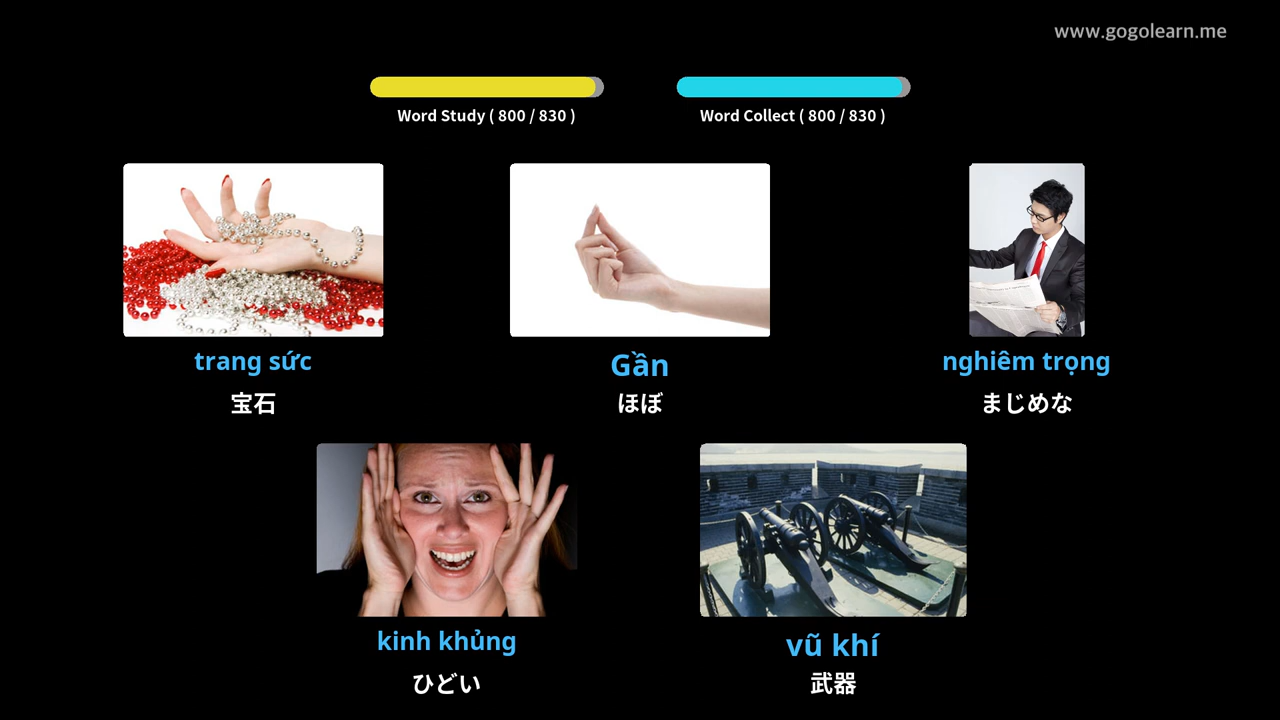 www.gogolearn.me
Word Study ( 800 / 830 )
Word Collect ( 800 / 830 )
trang sức
宝石
Gần
ほぼ
nghiêm trọng
まじめな
kinh khủng
ひどい
vũ khí
武器